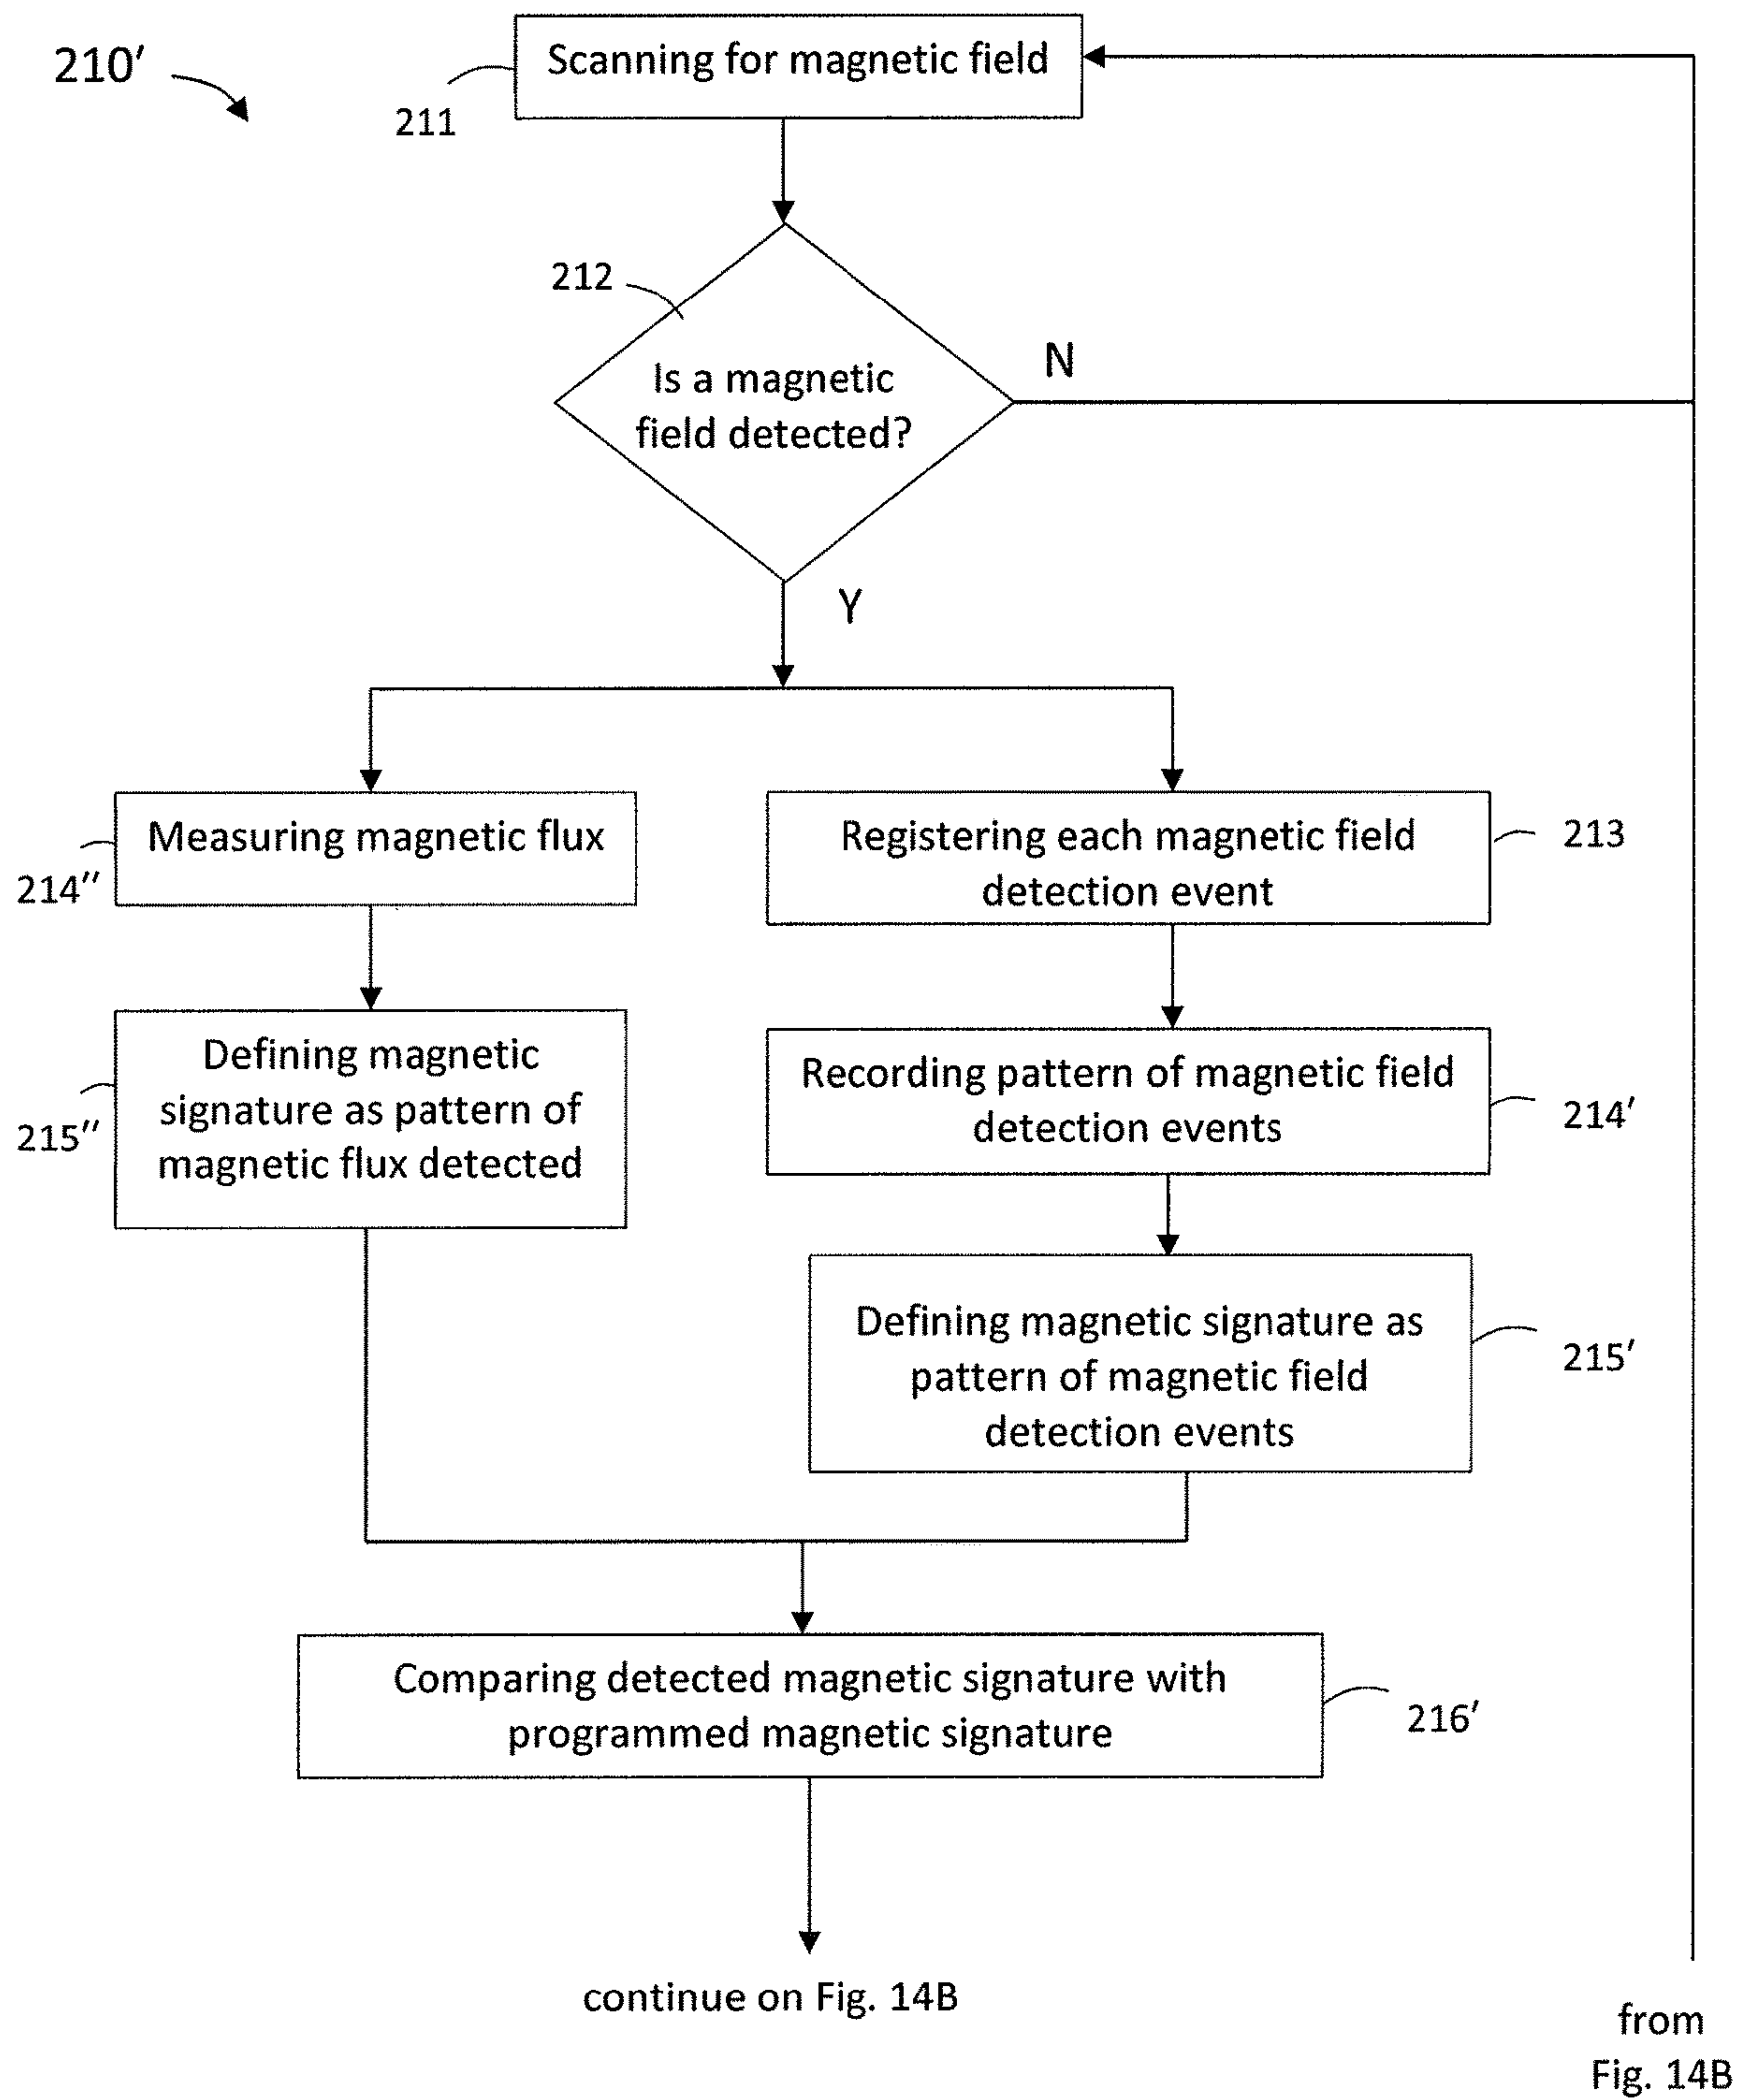 210′
Scanning for magnetic field
211
212
Is a magnetic
field detected?
N
Y
Measuring magnetic flux
214′′
Registering each magnetic field
detection event
213
Defining magnetic
signature as pattern of
magnetic flux detected
215′′
Recording pattern of magnetic field
detection events
214′
Defining magnetic signature as
pattern of magnetic field
detection events
215′
Comparing detected magnetic signature with
programmed magnetic signature
216′
continue on Fig. 14B
from
Fig. 14B